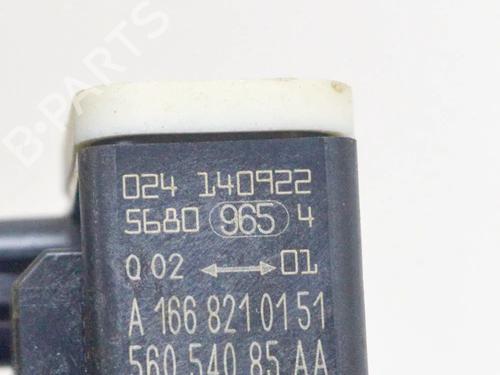 B-PARTS
024 140922
5680 965 4
Q 02 ←→ 01
A 166 821 01 51
560 540 85 AA